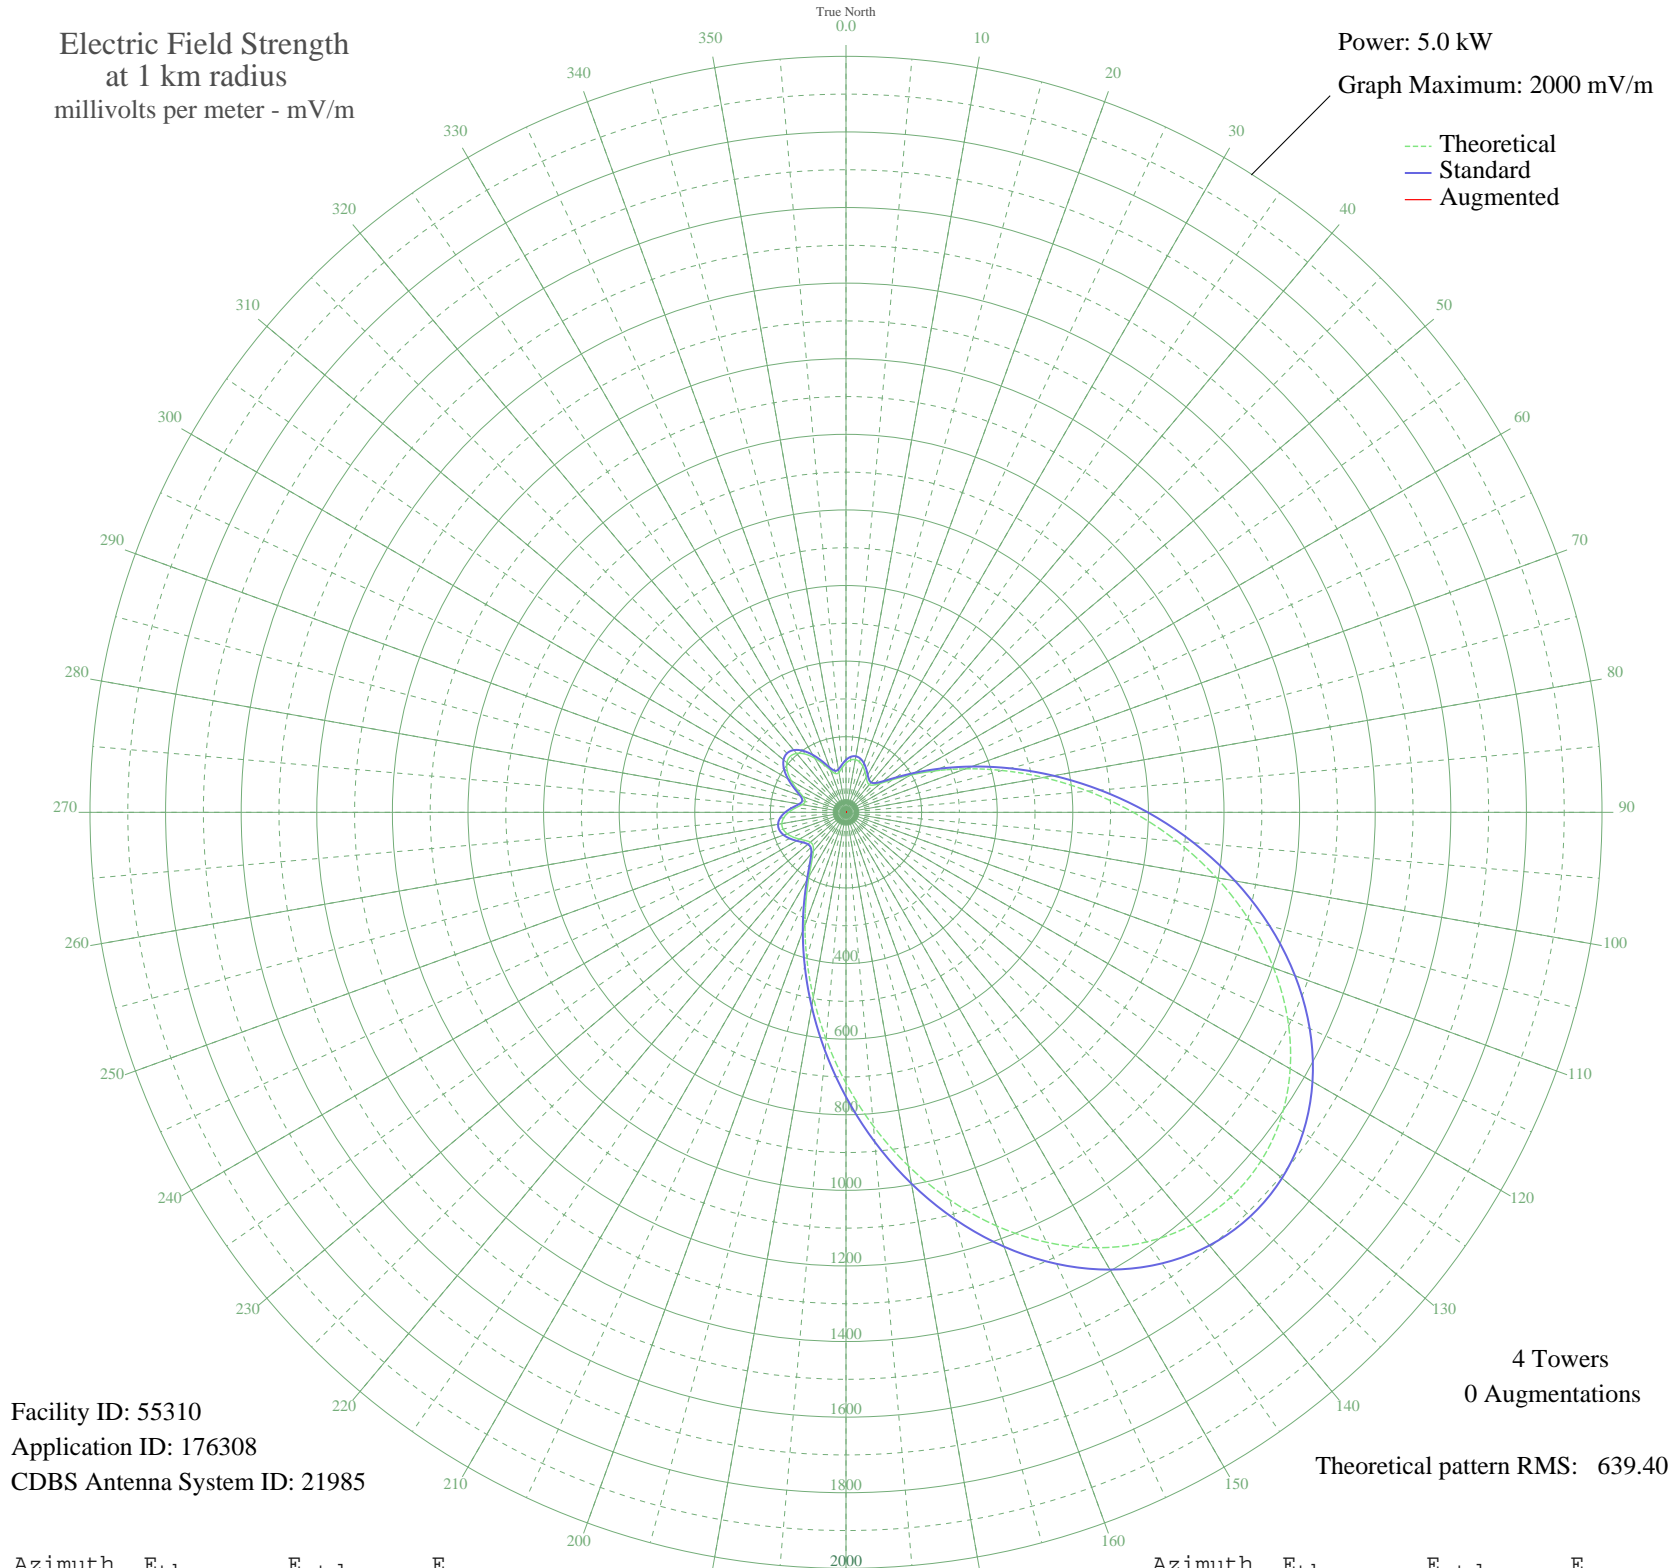 True North
Electric Field Strength
at 1 km radius
millivolts per meter - mV/m
Power: 5.0 kW
Graph Maximum: 2000 mV/m
Theoretical
Standard
Augmented
0.0
10
20
30
40
50
60
70
80
90
100
110
120
130
140
150
160
200
210
220
230
240
250
260
270
280
290
300
310
320
330
340
350
400
600
800
1000
1200
1400
1600
1800
2000
4 Towers
0 Augmentations
Facility ID: 55310
Application ID: 176308
CDBS Antenna System ID: 21985
Theoretical pattern RMS: 639.40
Azimuth E E E
Azimuth E E E